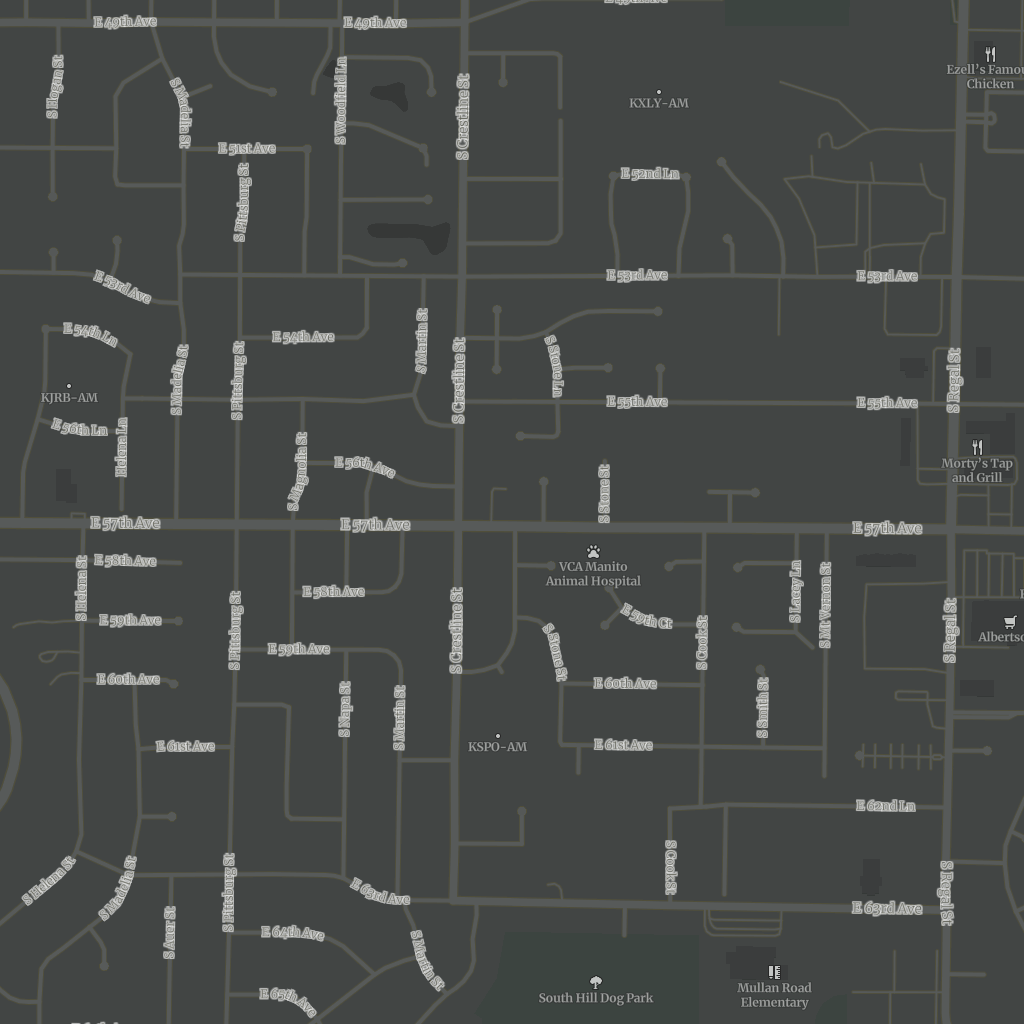 E 49th Ave
E 49th Ave
S Hogan St
S Madelia St
S Woodfield Ln
S Crestline St
Ezell's Famou
Chicken
KXLY-AM
E 51st Ave
S Pittsburg St
E 52nd Ln
E 53rd Ave
E 53rd Ave
E 53rd Ave
E 54th Ln
E 54th Ave
S Martin St
S Madelia St
S Pittsburg St
S Crestline St
S Stone Ln
S Regal St
KJRB-AM
E 55th Ave
E 55th Ave
E 56th Ln
Helena Ln
S Magnolia St
E 56th Ave
S Stone St
Morty's Tap
and Grill
E 57th Ave
E 57th Ave
E 57th Ave
E 58th Ave
S Helena St
VCA Manito
Animal Hospital
S Lacey Ln
S Mt Vernon St
E 58th Ave
E 59th Ave
S Pittsburg St
S Crestline St
E 59th Ct
S Cook St
S Regal St
Albertso
E 59th Ave
S Stone St
E 60th Ave
S Napa St
S Martin St
E 60th Ave
S Smith St
E 61st Ave
KSPO-AM
E 61st Ave
E 62nd Ln
S Helena St
S Madelia St
S Pittsburg St
E 63rd Ave
S Cook St
S Regal St
E 63rd Ave
S Auer St
E 64th Ave
S Martin St
E 65th Ave
South Hill Dog Park
Mullan Road
Elementary